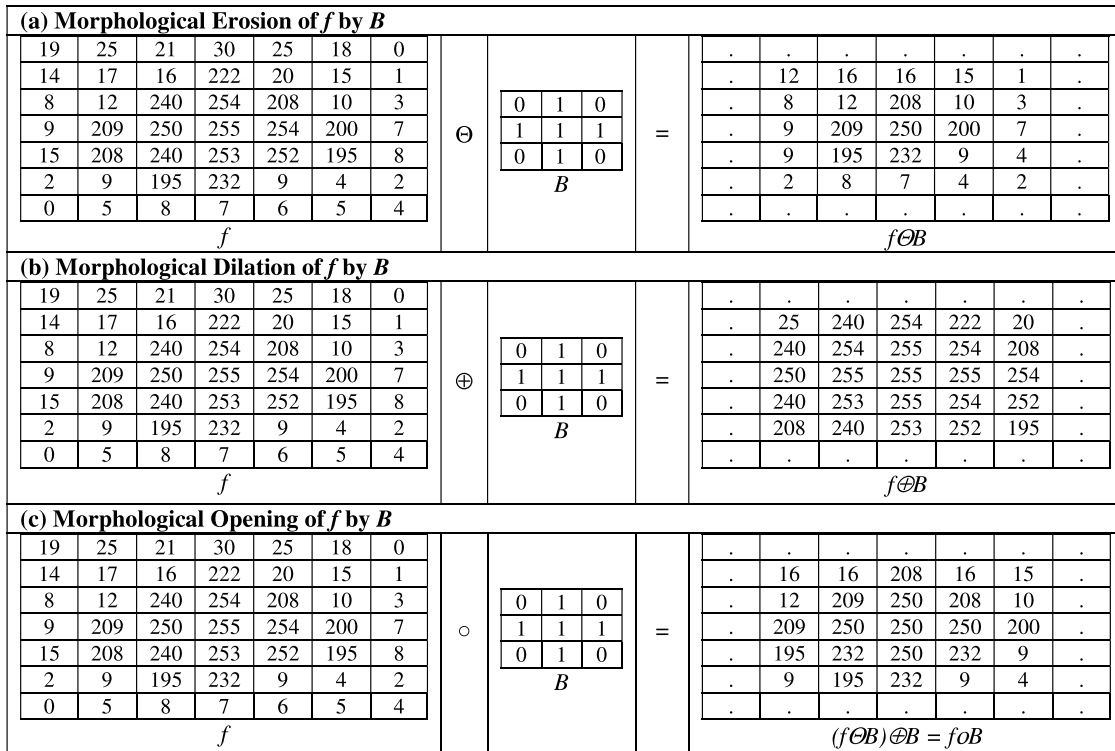 (a) Morphological Erosion of f by B
19 25 21 30 25 18 0 . . . . . . .
14 17 16 222 20 15 1 . 12 16 16 15 1 .
8 12 240 254 208 10 3 0 1 0 . 8 12 208 10 3 .
9 209 250 255 254 200 7 Θ 1 1 1 = . 9 209 250 200 7 .
15 208 240 253 252 195 8 0 1 0 . 9 195 232 9 4 .
2 9 195 232 9 4 2 B . 2 8 7 4 2 .
0 5 8 7 6 5 4 . . . . . . .
f fΘB
(b) Morphological Dilation of f by B
19 25 21 30 25 18 0 . . . . . . .
14 17 16 222 20 15 1 . 25 240 254 222 20 .
8 12 240 254 208 10 3 0 1 0 . 240 254 255 254 208 .
9 209 250 255 254 200 7 ⊕ 1 1 1 = . 250 255 255 255 254 .
15 208 240 253 252 195 8 0 1 0 . 240 253 255 254 252 .
2 9 195 232 9 4 2 B . 208 240 253 252 195 .
0 5 8 7 6 5 4 . . . . . . .
f f⊕B
(c) Morphological Opening of f by B
19 25 21 30 25 18 0 . . . . . . .
14 17 16 222 20 15 1 . 16 16 208 16 15 .
8 12 240 254 208 10 3 0 1 0 . 12 209 250 208 10 .
9 209 250 255 254 200 7 ○ 1 1 1 = . 209 250 250 250 200 .
15 208 240 253 252 195 8 0 1 0 . 195 232 250 232 9 .
2 9 195 232 9 4 2 B . 9 195 232 9 4 .
0 5 8 7 6 5 4 . . . . . . .
f (fΘB)⊕B = foB